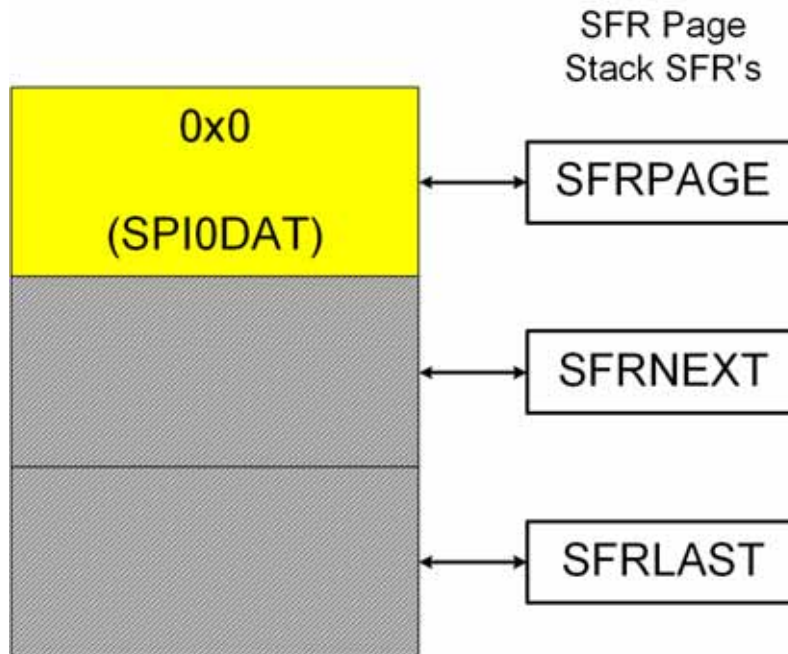 SFR Page
Stack SFR's
0x0
(SPI0DAT)
SFRPAGE
SFRNEXT
SFRLAST